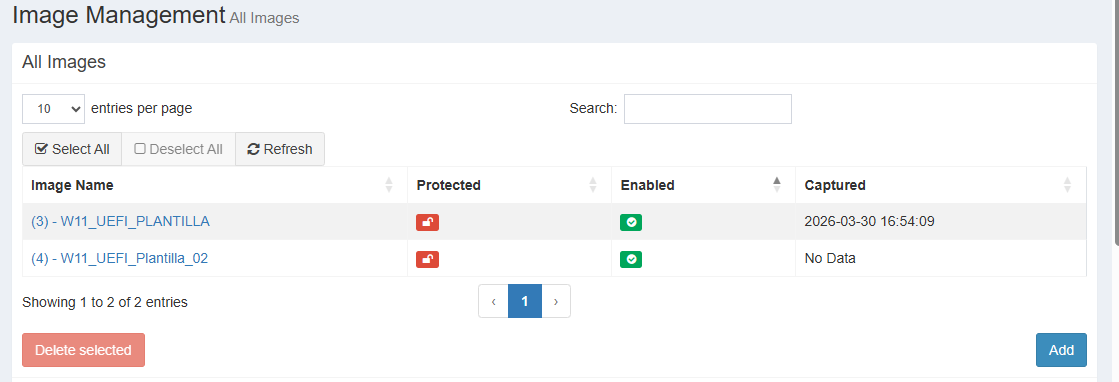 Image Management All Images
All Images
10 entries per page Search:
Select All Deselect All Refresh
Image Name Protected Enabled Captured
(3) - W11_UEFI_PLANTILLA 2026-03-30 16:54:09
(4) - W11_UEFI_Plantilla_02 No Data
Showing 1 to 2 of 2 entries ‹ 1 ›
Delete selected Add